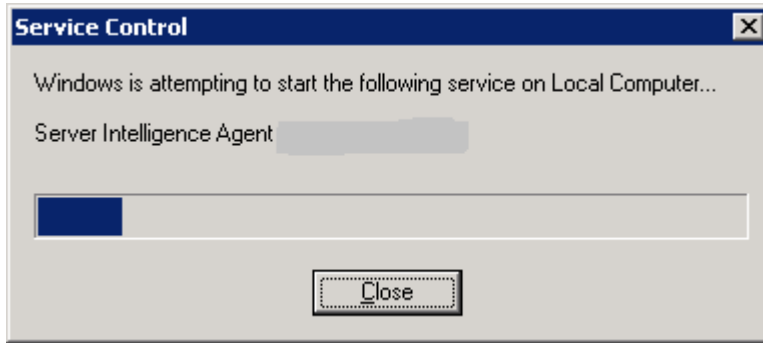 Service Control
Windows is attempting to start the following service on Local Computer...
Server Intelligence Agent
Close